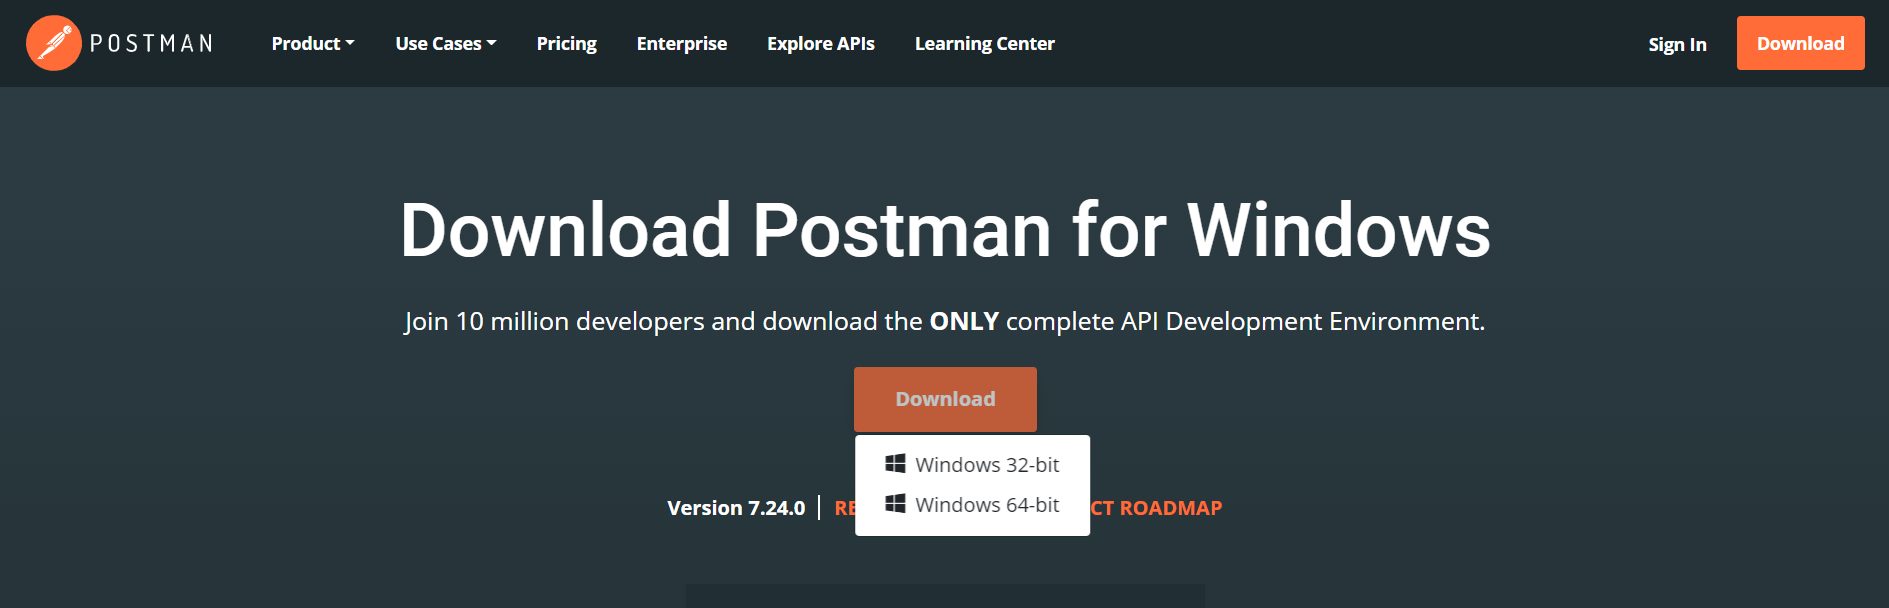 POSTMAN Product Use Cases Pricing Enterprise Explore APIs Learning Center Sign In Download
Download Postman for Windows
Join 10 million developers and download the ONLY complete API Development Environment.
Download
Windows 32-bit
Windows 64-bit
Version 7.24.0 | RE CT ROADMAP